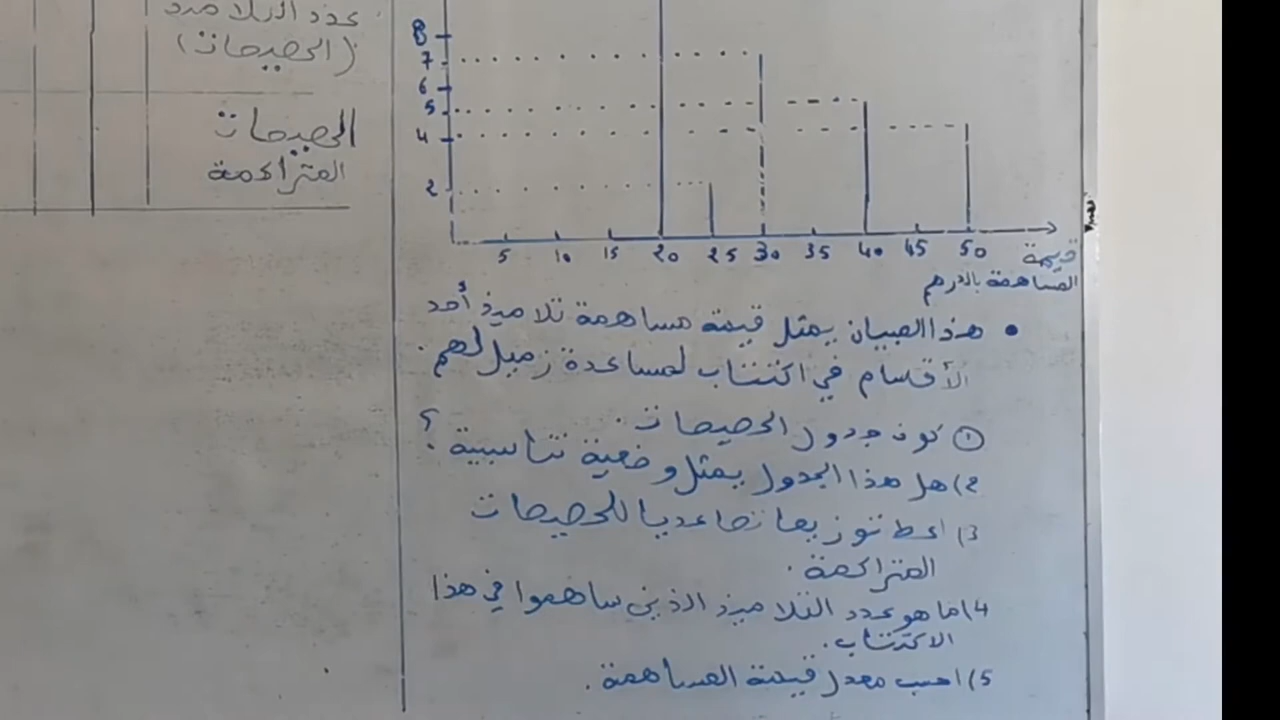 عدد التلاميذ
(الحصيصات)
الحصيصات
المتراكمة
8
7
6
5
4
2
5 10 15 20 25 30 35 40 45 50
قيمة
المساهمة بالدرهم
• هذا البيان يمثل قيمة مساهمة تلاميذ أحد
الأقسام في اكتتاب لمساعدة زميل لهم.
① كون جدول الحصيصات.
2) هل هذا الجدول يمثل وضعية تناسبية؟
3) اعط توزيعا تصاعديا للحصيصات
المتراكمة.
4) ما هو عدد التلاميذ الذين ساهموا في هذا
الاكتتاب.
5) احسب معدل قيمة المساهمة.